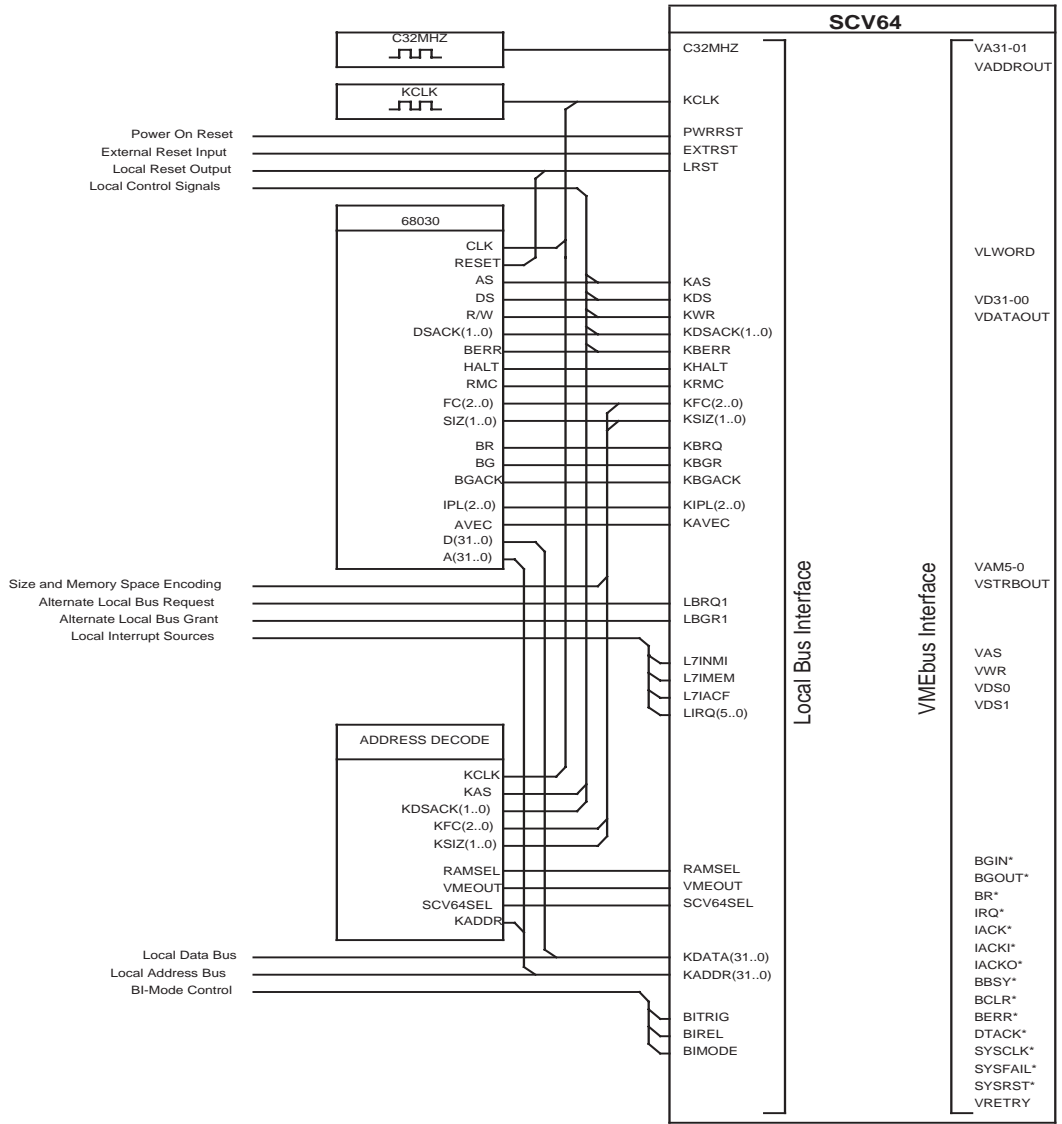 SCV64
C32MHZ
C32MHZ
VA31-01
VADDROUT
KCLK
KCLK
Power On Reset
PWRRST
External Reset Input
EXTRST
Local Reset Output
LRST
Local Control Signals
68030
CLK
RESET
AS
DS
R/W
DSACK(1..0)
BERR
HALT
RMC
FC(2..0)
SIZ(1..0)
BR
BG
BGACK
IPL(2..0)
AVEC
D(31..0)
A(31..0)
KAS
KDS
KWR
KDSACK(1..0)
KBERR
KHALT
KRMC
KFC(2..0)
KSIZ(1..0)
KBRQ
KBGR
KBGACK
KIPL(2..0)
KAVEC
VLWORD
VD31-00
VDATAOUT
Size and Memory Space Encoding
Alternate Local Bus Request
Alternate Local Bus Grant
Local Interrupt Sources
LBRQ1
LBGR1
L7INMI
L7IMEM
L7IACF
LIRQ(5..0)
Local Bus Interface
VMEbus Interface
VAM5-0
VSTRBOUT
VAS
VWR
VDS0
VDS1
ADDRESS DECODE
KCLK
KAS
KDSACK(1..0)
KFC(2..0)
KSIZ(1..0)
RAMSEL
VMEOUT
SCV64SEL
KADDR
RAMSEL
VMEOUT
SCV64SEL
Local Data Bus
Local Address Bus
BI-Mode Control
KDATA(31..0)
KADDR(31..0)
BITRIG
BIREL
BIMODE
BGIN*
BGOUT*
BR*
IRQ*
IACK*
IACKI*
IACKO*
BBSY*
BCLR*
BERR*
DTACK*
SYSCLK*
SYSFAIL*
SYSRST*
VRETRY